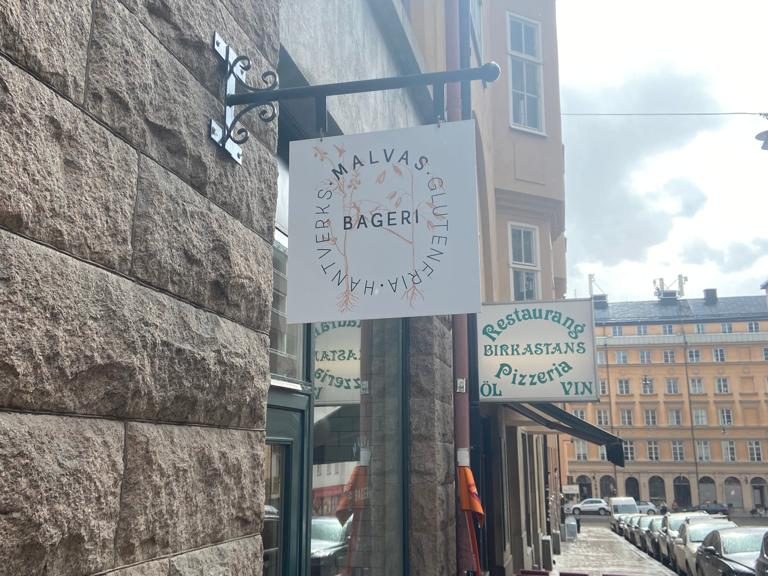 MALVAS · GLUTENFRIA · HANTVERKS ·
BAGERI
Restaurang
BIRKASTANS
Pizzeria
ÖL VIN